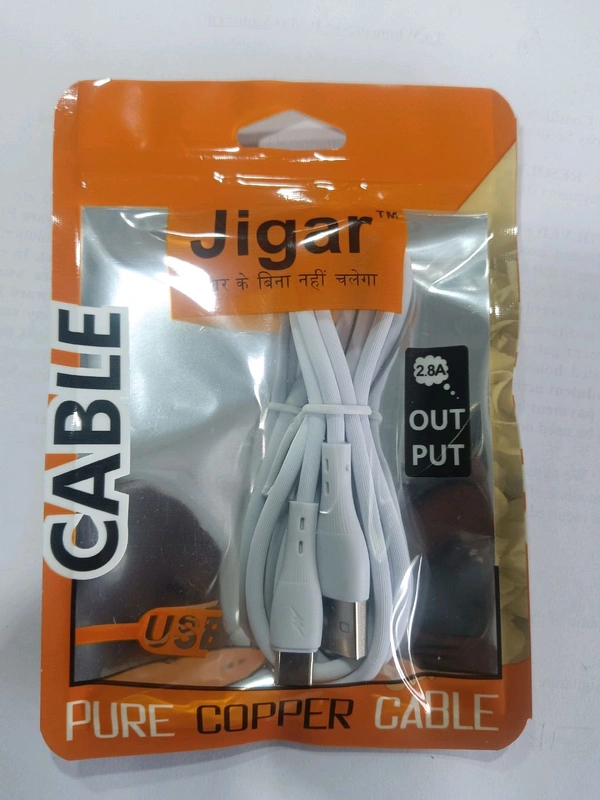 Jigar™
के बिना नहीं चलेगा
CABLE
2.8A
OUT
PUT
USB
PURE COPPER CABLE